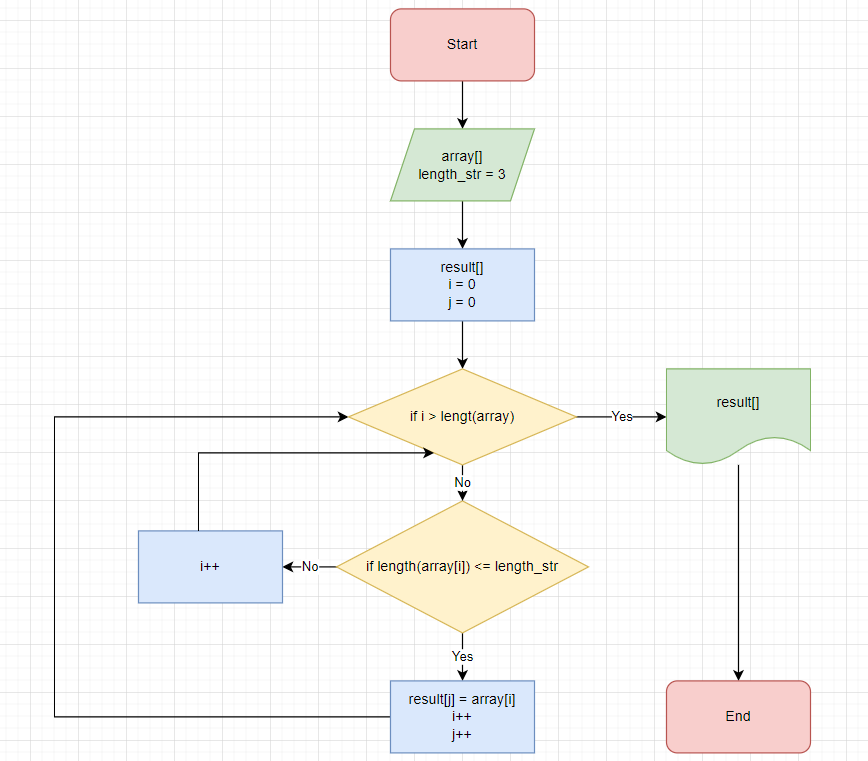 Start
array[]
length_str = 3
result[]
i = 0
j = 0
if i > lengt(array)
Yes
result[]
No
if length(array[i]) <= length_str
No
i++
Yes
result[j] = array[i]
i++
j++
End